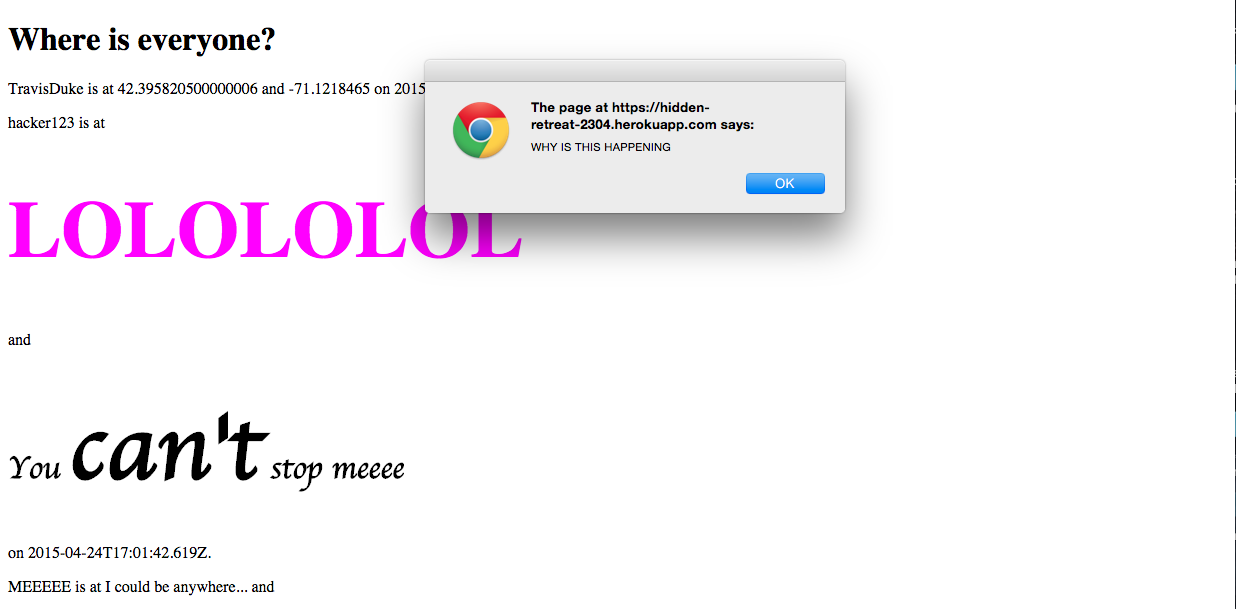 Where is everyone?
TravisDuke is at 42.395820500000006 and -71.1218465 on 2015
hacker123 is at
The page at https://hidden-
retreat-2304.herokuapp.com says:
WHY IS THIS HAPPENING
OK
LOLOLOLOL
and
You can't stop meeee
on 2015-04-24T17:01:42.619Z.
MEEEEE is at I could be anywhere... and